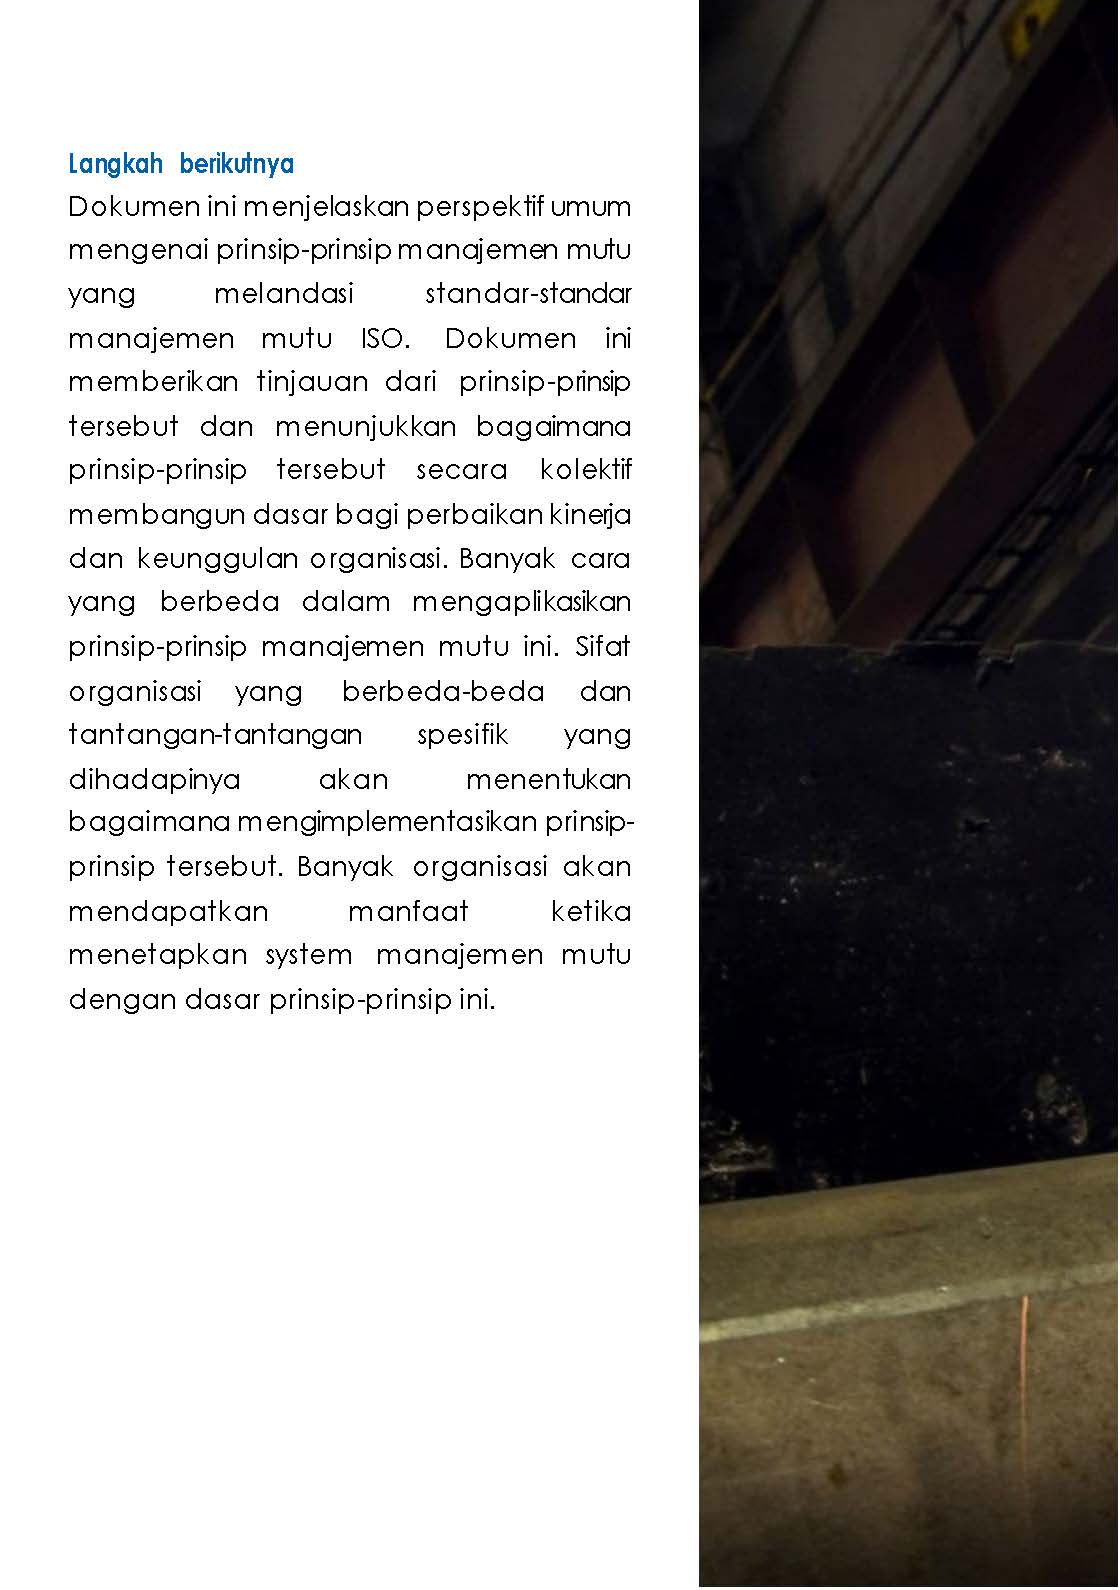 Langkah berikutnya
Dokumen ini menjelaskan perspektif umum
mengenai prinsip-prinsip manajemen mutu
yang melandasi standar-standar
manajemen mutu ISO. Dokumen ini
memberikan tinjauan dari prinsip-prinsip
tersebut dan menunjukkan bagaimana
prinsip-prinsip tersebut secara kolektif
membangun dasar bagi perbaikan kinerja
dan keunggulan organisasi. Banyak cara
yang berbeda dalam mengaplikasikan
prinsip-prinsip manajemen mutu ini. Sifat
organisasi yang berbeda-beda dan
tantangan-tantangan spesifik yang
dihadapinya akan menentukan
bagaimana mengimplementasikan prinsip-
prinsip tersebut. Banyak organisasi akan
mendapatkan manfaat ketika
menetapkan system manajemen mutu
dengan dasar prinsip-prinsip ini.